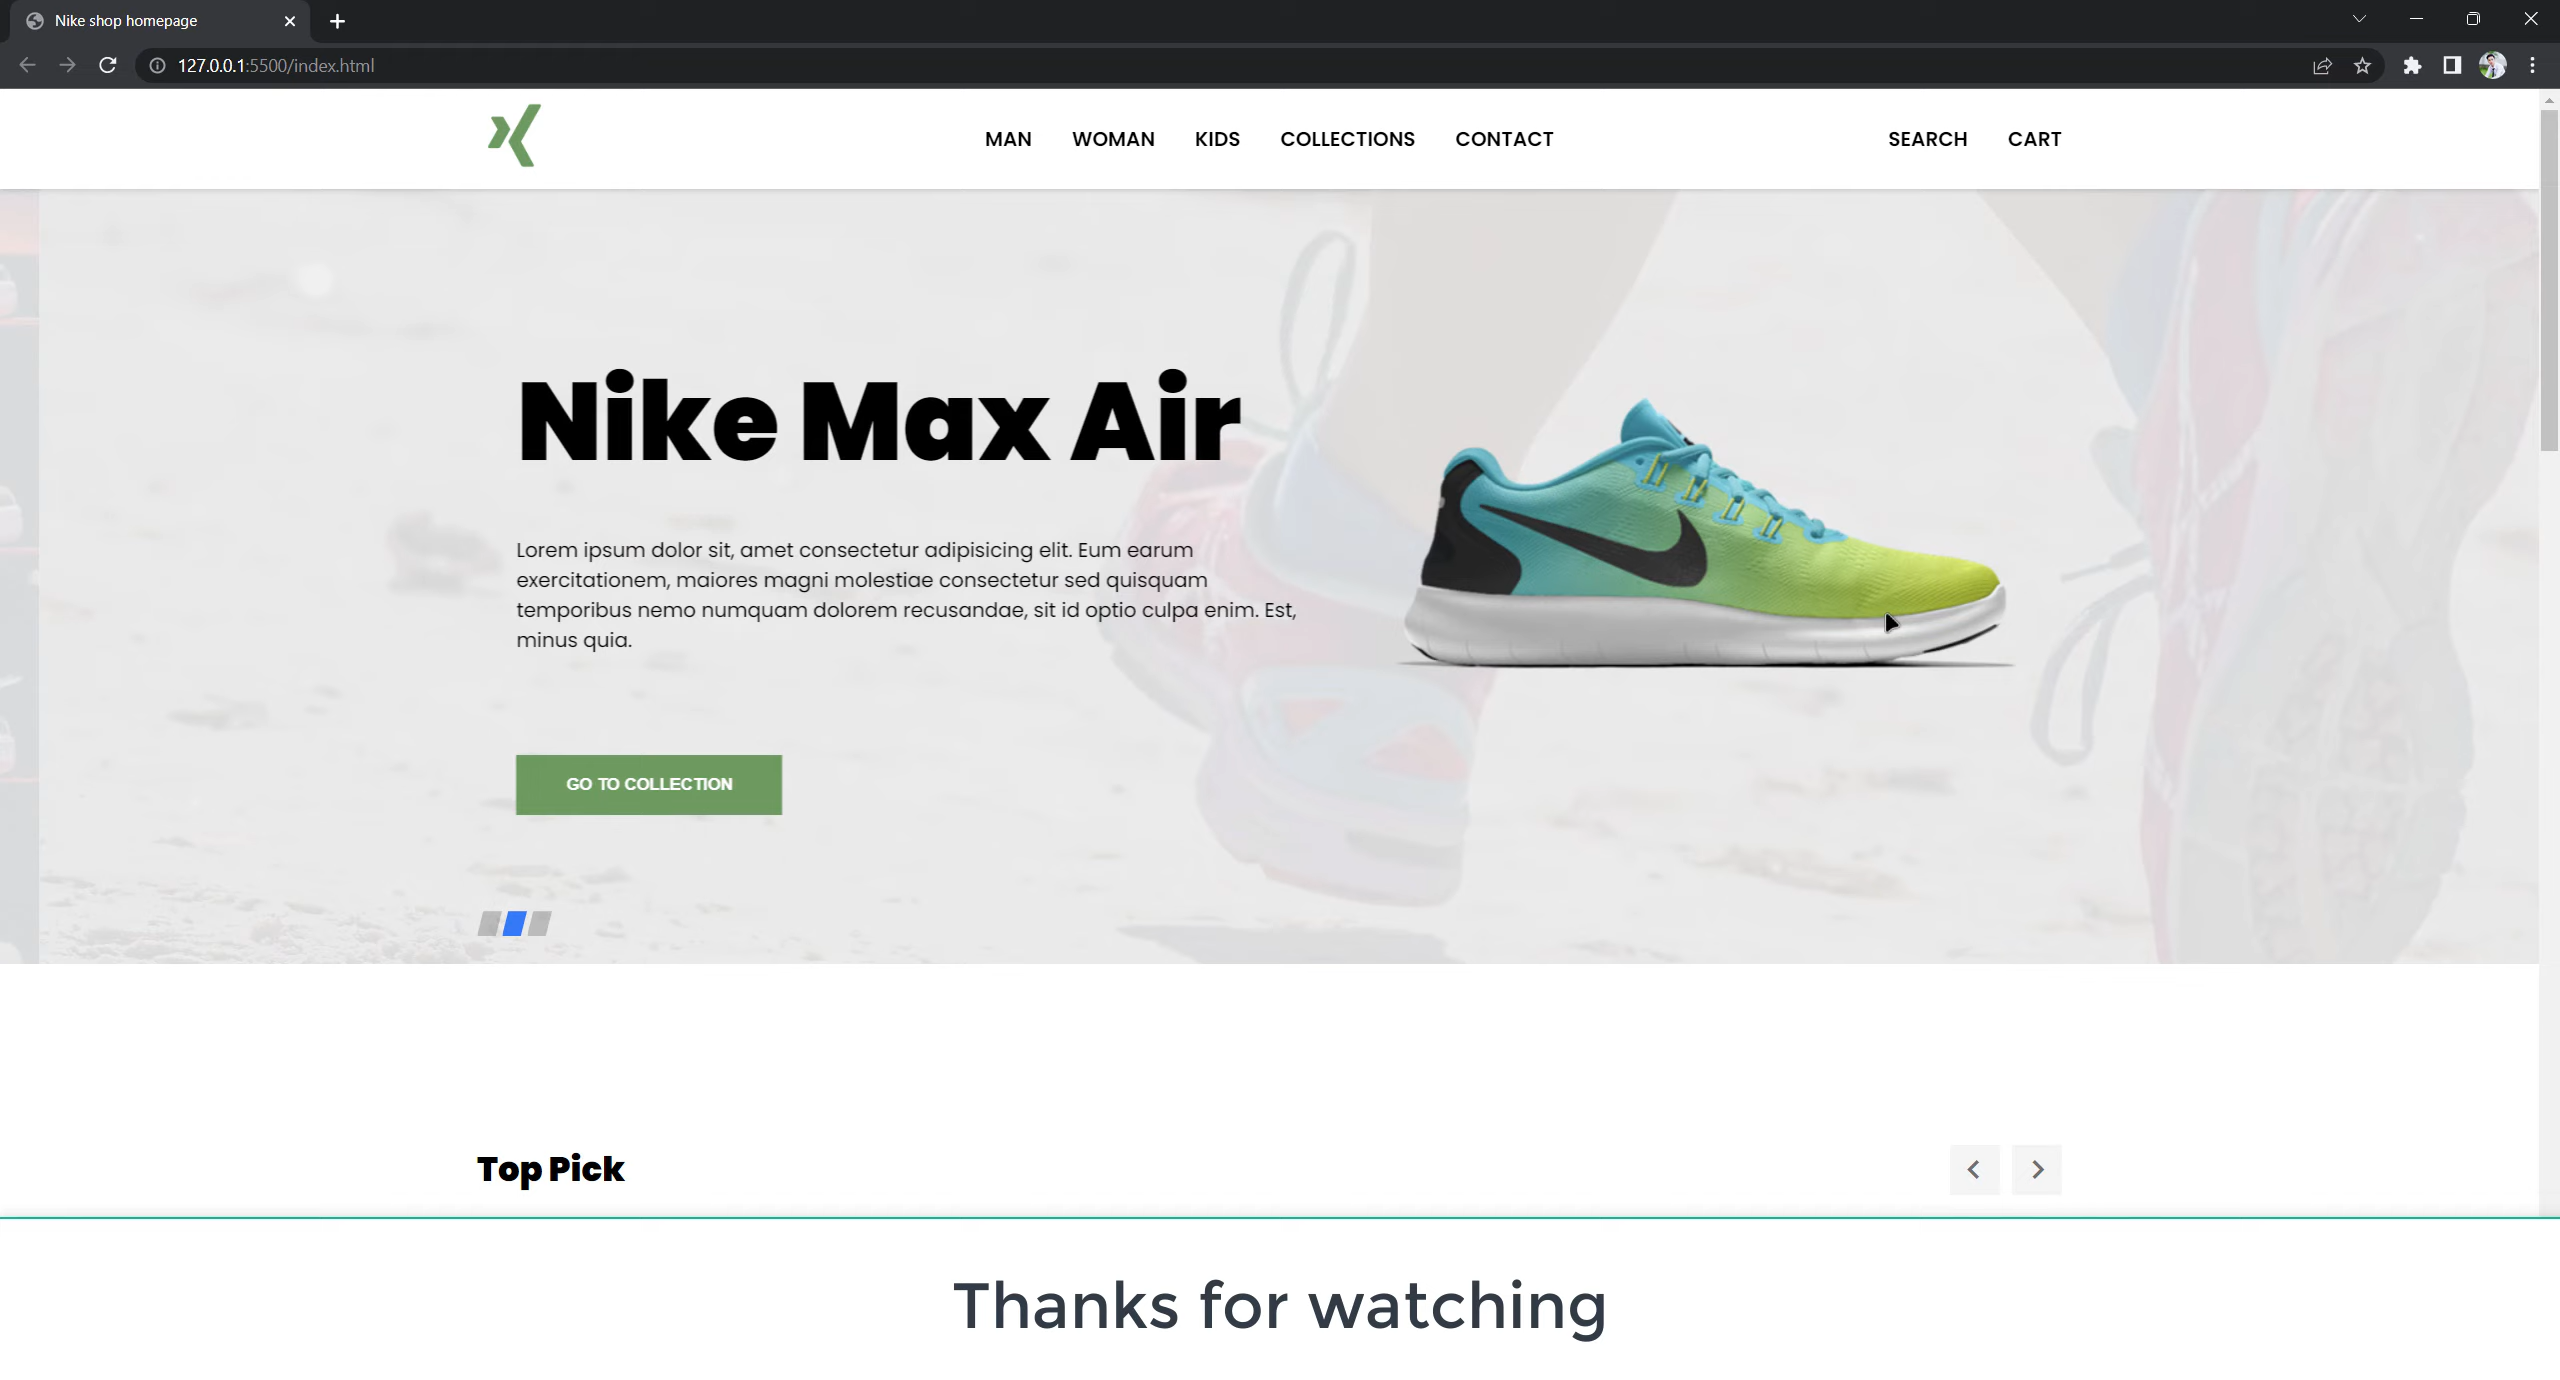 Nike shop homepage
127.0.0.1:5500/index.html
MAN WOMAN KIDS COLLECTIONS CONTACT SEARCH CART
Nike Max Air
Lorem ipsum dolor sit, amet consectetur adipisicing elit. Eum earum
exercitationem, maiores magni molestiae consectetur sed quisquam
temporibus nemo numquam dolorem recusandae, sit id optio culpa enim. Est,
minus quia.
GO TO COLLECTION
Top Pick
Thanks for watching